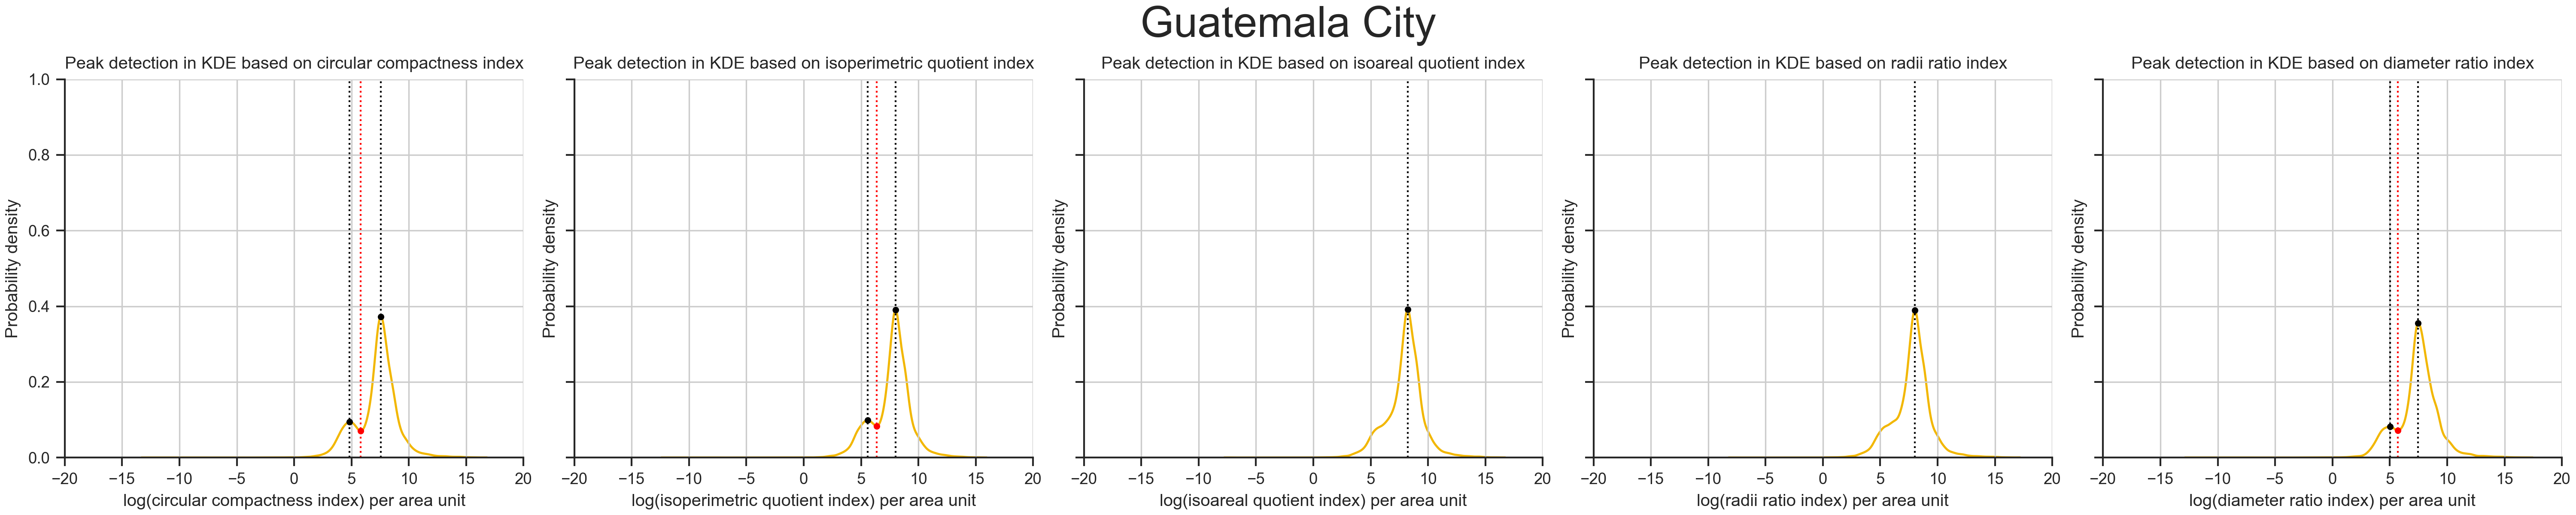 Guatemala City
Peak detection in KDE based on circular compactness index
Peak detection in KDE based on isoperimetric quotient index
Peak detection in KDE based on isoareal quotient index
Peak detection in KDE based on radii ratio index
Peak detection in KDE based on diameter ratio index
1.0
0.8
0.6
0.4
0.2
0.0
Probability density
Probability density
Probability density
Probability density
Probability density
−20 −15 −10 −5 0 5 10 15 20
−20 −15 −10 −5 0 5 10 15 20
−20 −15 −10 −5 0 5 10 15 20
−20 −15 −10 −5 0 5 10 15 20
−20 −15 −10 −5 0 5 10 15 20
log(circular compactness index) per area unit
log(isoperimetric quotient index) per area unit
log(isoareal quotient index) per area unit
log(radii ratio index) per area unit
log(diameter ratio index) per area unit